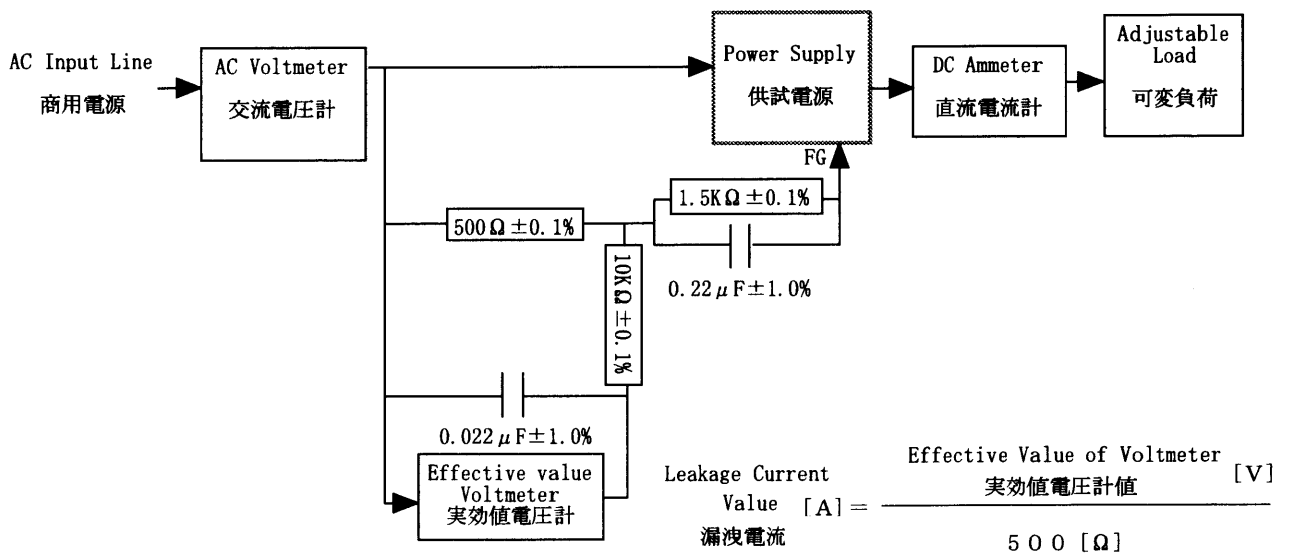 AC Input Line
商用電源
AC Voltmeter
交流電圧計
Power Supply
供試電源
DC Ammeter
直流電流計
Adjustable
Load
可変負荷
FG
1.5KΩ±0.1%
500Ω±0.1%
10KΩ±0.1%
0.22μF±1.0%
0.022μF±1.0%
Effective value
Voltmeter
実効値電圧計
Leakage Current
Value [A]=
漏洩電流
Effective Value of Voltmeter
実効値電圧計値 [V]
500[Ω]